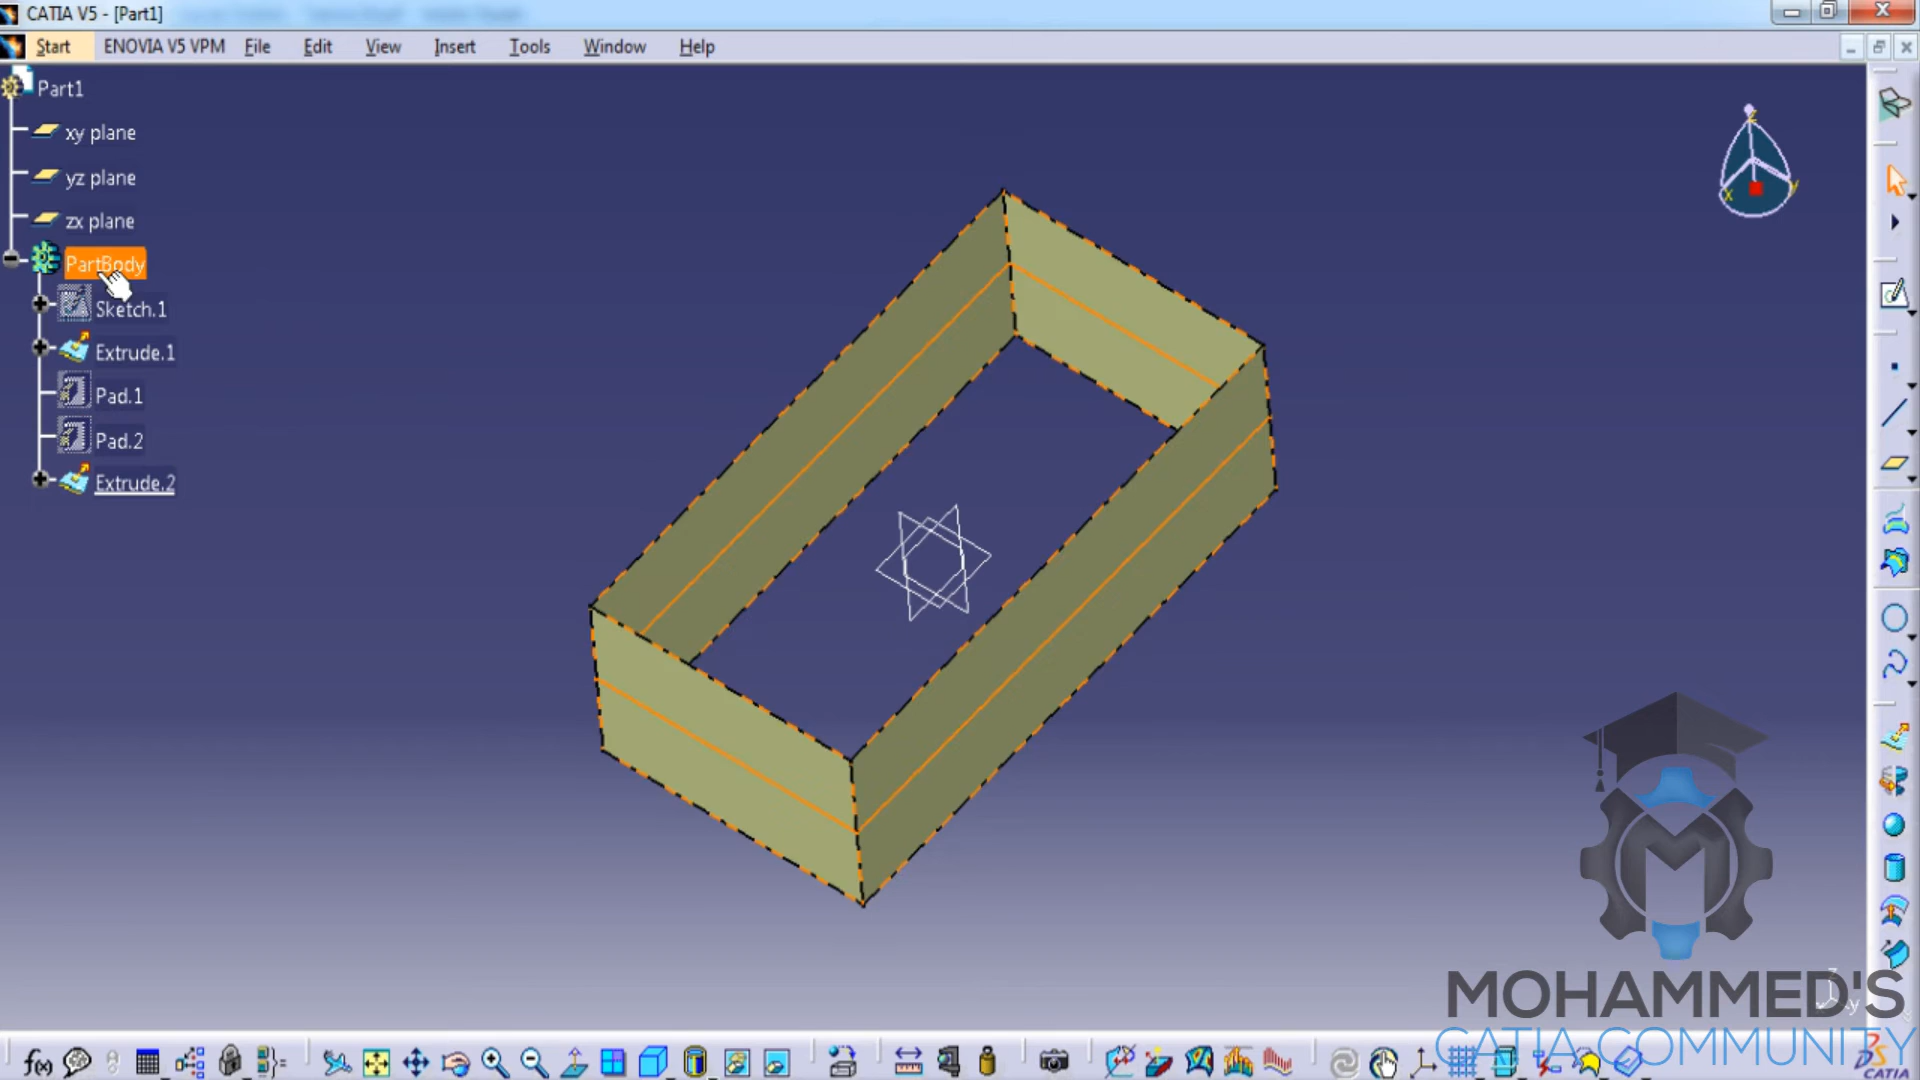 CATIA V5 - [Part1]
Start ENOVIA V5 VPM File Edit View Insert Tools Window Help
Part1
xy plane
yz plane
zx plane
PartBody
Sketch.1
Extrude.1
Pad.1
Pad.2
Extrude.2
z
x y
MOHAMMED'S
CATIA COMMUNITY
f(x)
CATIA